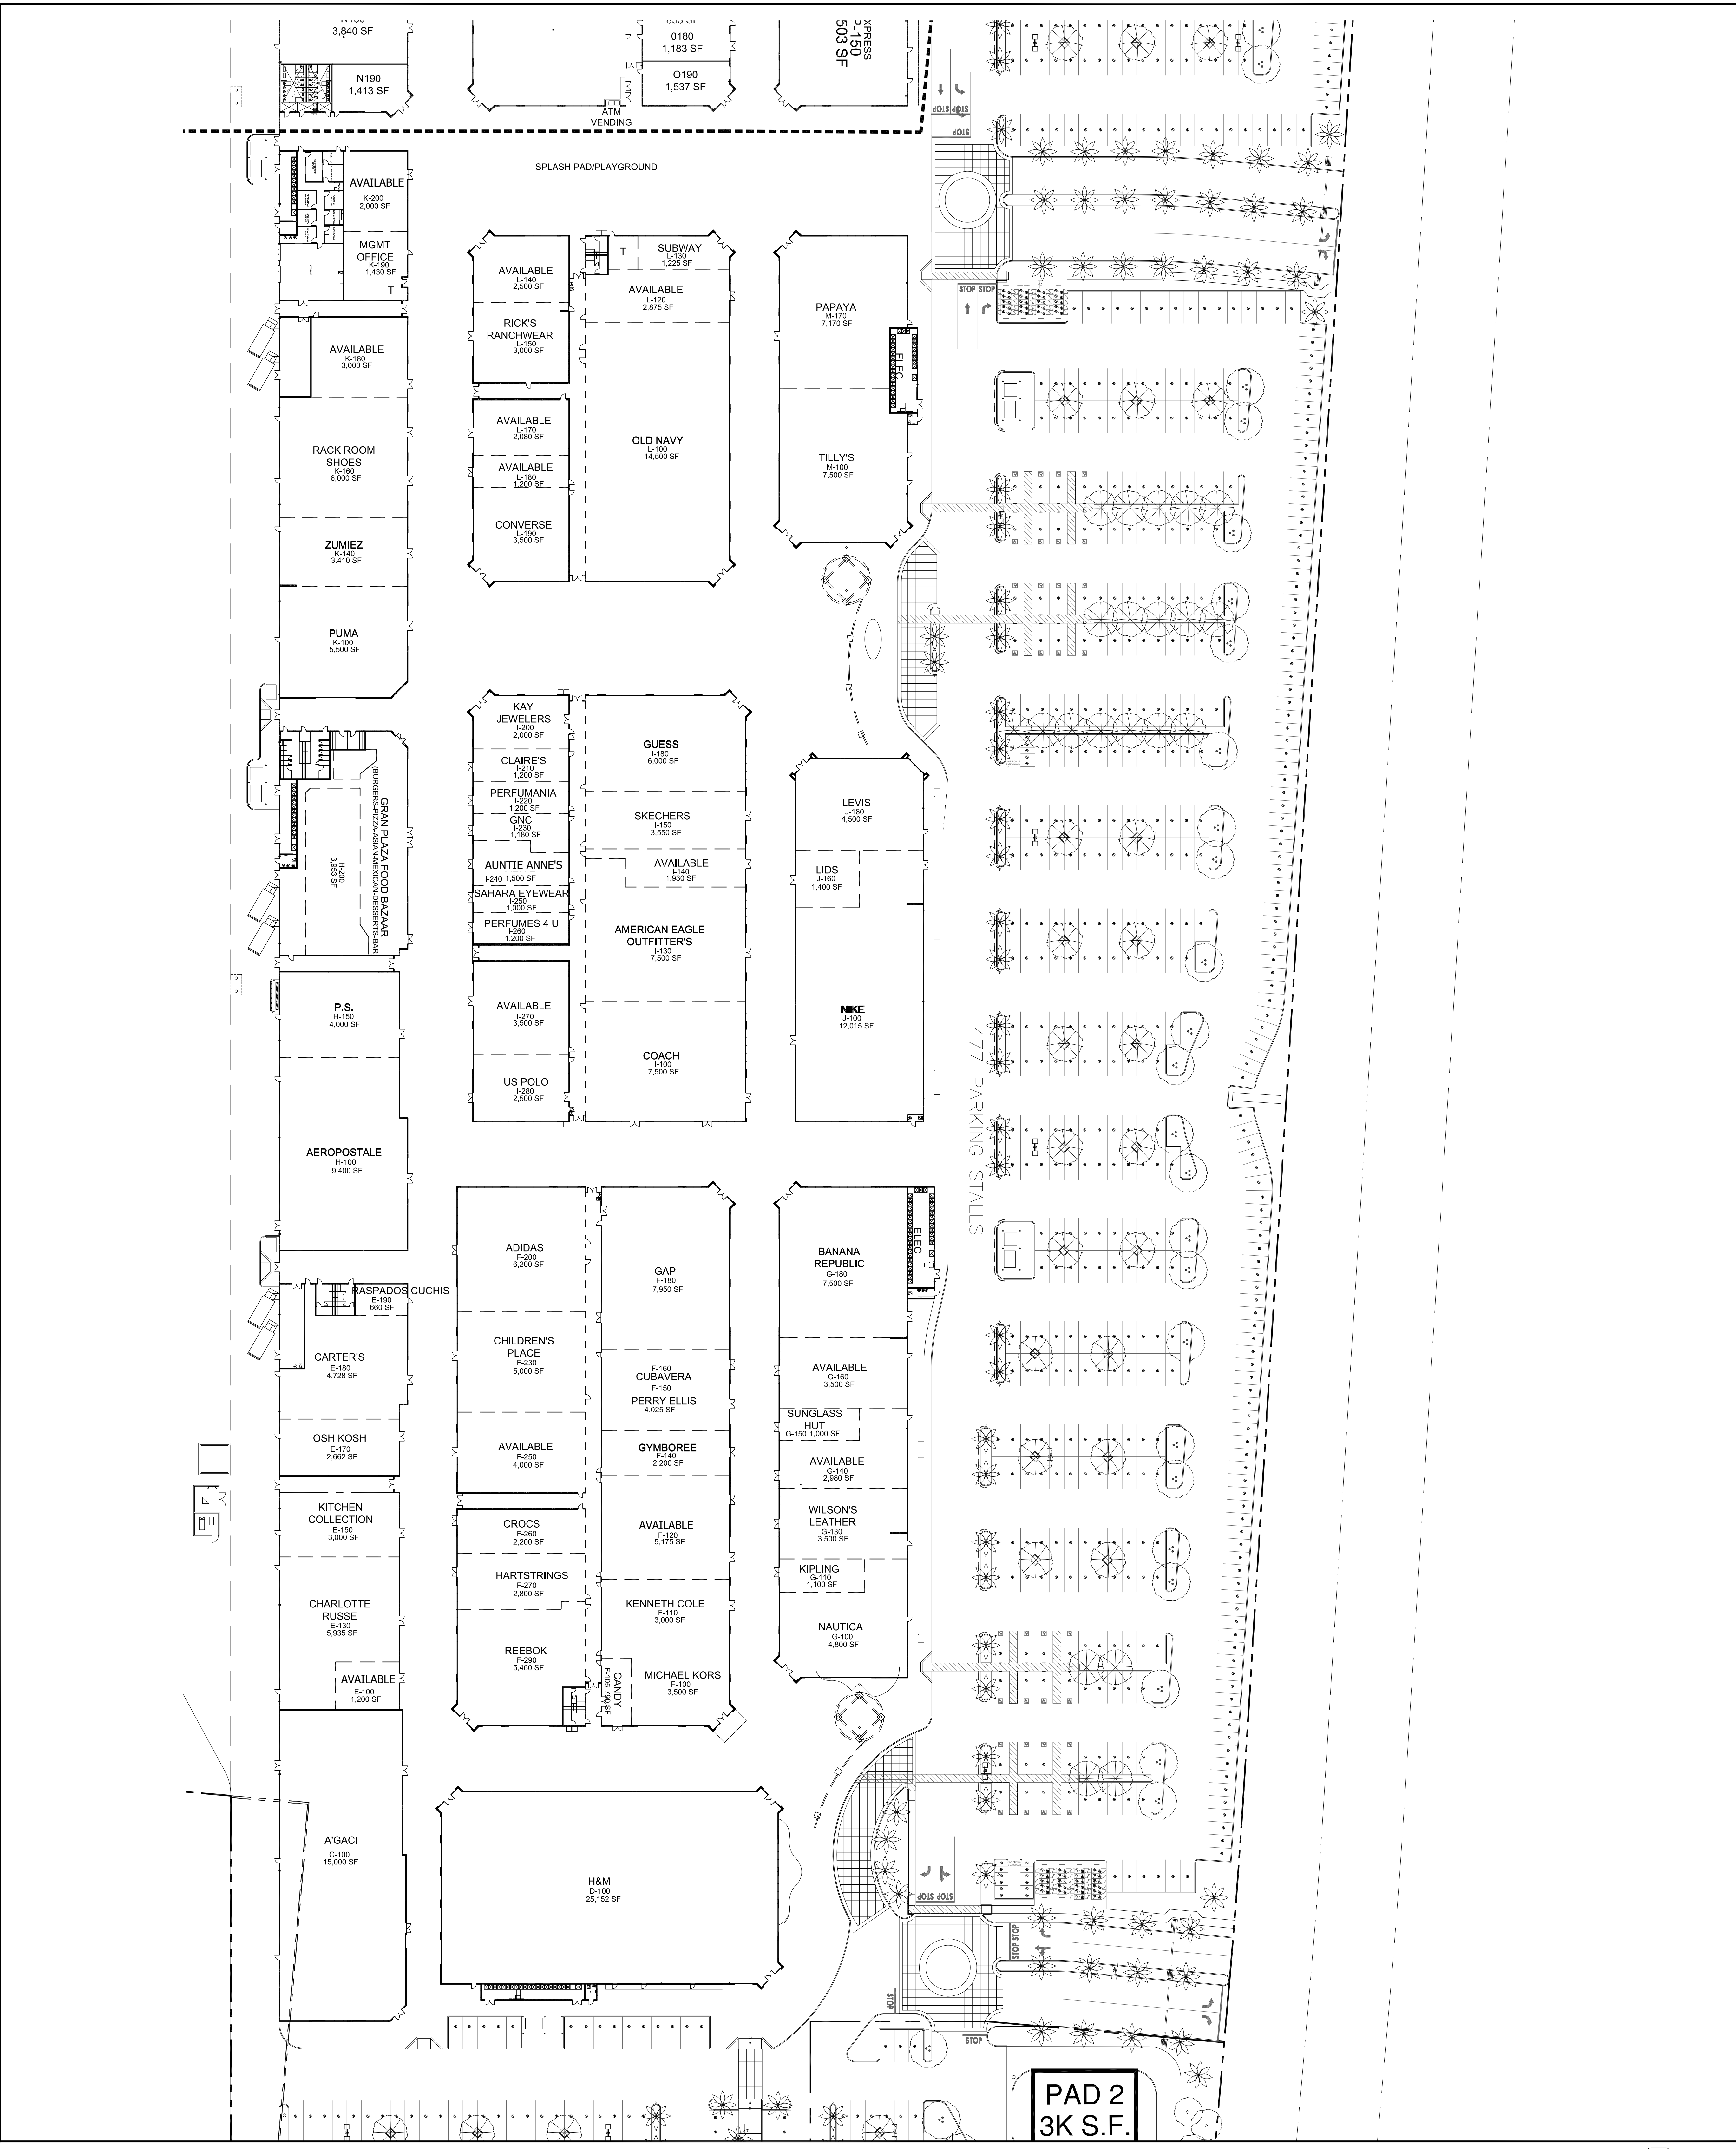 3,840 SF
N190
1,413 SF
0180
1,183 SF
O190
1,537 SF
ATM
VENDING
XPRESS
-150
503 SF
STOP
STOP
STOP
SPLASH PAD/PLAYGROUND
AVAILABLE
K-200
2,000 SF
MGMT
OFFICE
K-190
1,430 SF
T
AVAILABLE
L-140
2,500 SF
RICK'S
RANCHWEAR
L-150
3,000 SF
T
SUBWAY
L-130
1,225 SF
AVAILABLE
L-120
2,875 SF
PAPAYA
M-170
7,170 SF
ELEC
STOP
STOP
AVAILABLE
K-180
3,000 SF
RACK ROOM
SHOES
K-160
6,000 SF
ZUMIEZ
K-140
3,410 SF
PUMA
K-100
5,500 SF
AVAILABLE
L-170
2,080 SF
AVAILABLE
L-180
1,200 SF
CONVERSE
L-190
3,500 SF
OLD NAVY
L-100
14,500 SF
TILLY'S
M-100
7,500 SF
GRAN PLAZA FOOD BAZAAR
(BURGERS-PIZZA-ASIAN-MEXICAN-DESSERTS-BAR
H-200
3,953 SF
KAY
JEWELERS
I-200
2,000 SF
CLAIRE'S
I-210
1,200 SF
PERFUMANIA
I-220
1,200 SF
GNC
I-230
1,180 SF
AUNTIE ANNE'S
I-240 1,500 SF
SAHARA EYEWEAR
I-250
1,000 SF
PERFUMES 4 U
I-260
1,200 SF
GUESS
I-180
6,000 SF
SKECHERS
I-150
3,550 SF
AVAILABLE
I-140
1,930 SF
AMERICAN EAGLE
OUTFITTER'S
I-130
7,500 SF
COACH
I-100
7,500 SF
LEVIS
J-180
4,500 SF
LIDS
J-160
1,400 SF
NIKE
J-100
12,015 SF
477 PARKING STALLS
P.S.
H-150
4,000 SF
AEROPOSTALE
H-100
9,400 SF
AVAILABLE
I-270
3,500 SF
US POLO
I-280
2,500 SF
RASPADOS CUCHIS
E-190
660 SF
CARTER'S
E-180
4,728 SF
OSH KOSH
E-170
2,662 SF
KITCHEN
COLLECTION
E-150
3,000 SF
CHARLOTTE
RUSSE
E-130
5,935 SF
AVAILABLE
E-100
1,200 SF
ADIDAS
F-200
6,200 SF
CHILDREN'S
PLACE
F-230
5,000 SF
AVAILABLE
F-250
4,000 SF
CROCS
F-260
2,200 SF
HARTSTRINGS
F-270
2,800 SF
REEBOK
F-290
5,460 SF
GAP
F-180
7,950 SF
F-160
CUBAVERA
F-150
PERRY ELLIS
4,025 SF
GYMBOREE
F-140
2,200 SF
AVAILABLE
F-120
5,175 SF
KENNETH COLE
F-110
3,000 SF
CANDY
F-105 790 SF
MICHAEL KORS
F-100
3,500 SF
BANANA
REPUBLIC
G-180
7,500 SF
ELEC
AVAILABLE
G-160
3,500 SF
SUNGLASS
HUT
G-150 1,000 SF
AVAILABLE
G-140
2,980 SF
WILSON'S
LEATHER
G-130
3,500 SF
KIPLING
G-110
1,100 SF
NAUTICA
G-100
4,800 SF
A'GACI
C-100
15,000 SF
H&M
D-100
25,152 SF
STOP
STOP
STOP
STOP
STOP
STOP
PAD 2
3K S.F.